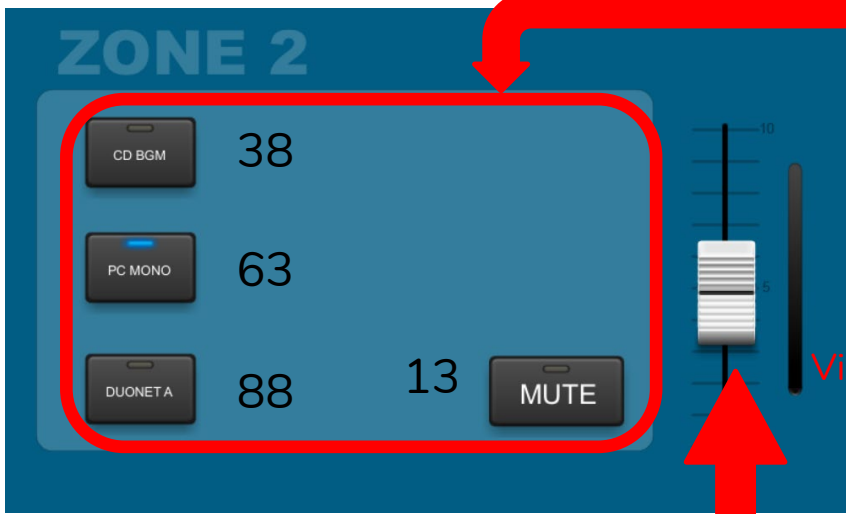 ZONE 2
10
CD BGM 38
PC MONO 63
5
Vi
DUONET A 88 13 MUTE